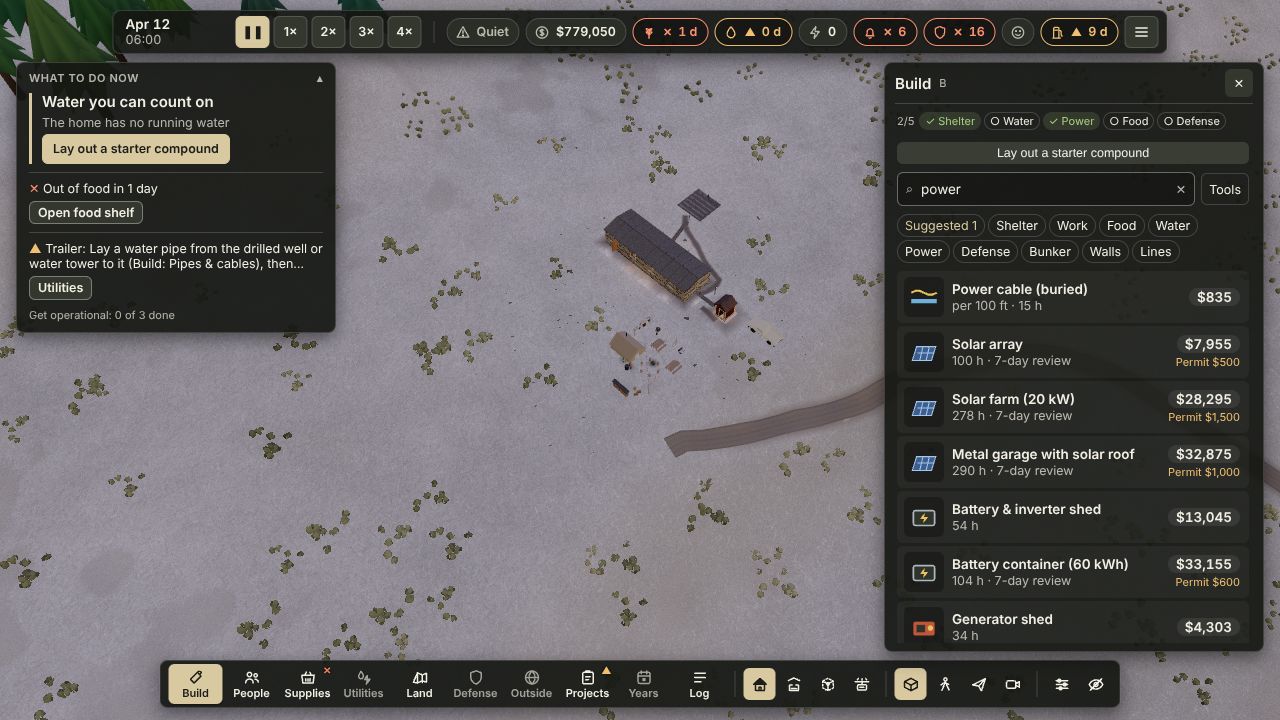 Apr 12
06:00
1×
2×
3×
4×
Quiet
$779,050
1 d
0 d
0
6
16
9 d
WHAT TO DO NOW
Water you can count on
The home has no running water
Lay out a starter compound
Out of food in 1 day
Open food shelf
Trailer: Lay a water pipe from the drilled well or
water tower to it (Build: Pipes & cables), then...
Utilities
Get operational: 0 of 3 done
Build B
2/5 ✓ Shelter Water ✓ Power Food Defense
Lay out a starter compound
power
Tools
Suggested 1 Shelter Work Food Water
Power Defense Bunker Walls Lines
Power cable (buried)
per 100 ft · 15 h
$835
Solar array
100 h · 7-day review
$7,955
Permit $500
Solar farm (20 kW)
278 h · 7-day review
$28,295
Permit $1,500
Metal garage with solar roof
290 h · 7-day review
$32,875
Permit $1,000
Battery & inverter shed
54 h
$13,045
Battery container (60 kWh)
104 h · 7-day review
$33,155
Permit $600
Generator shed
34 h
$4,303
Build
People
Supplies
Utilities
Land
Defense
Outside
Projects
Years
Log